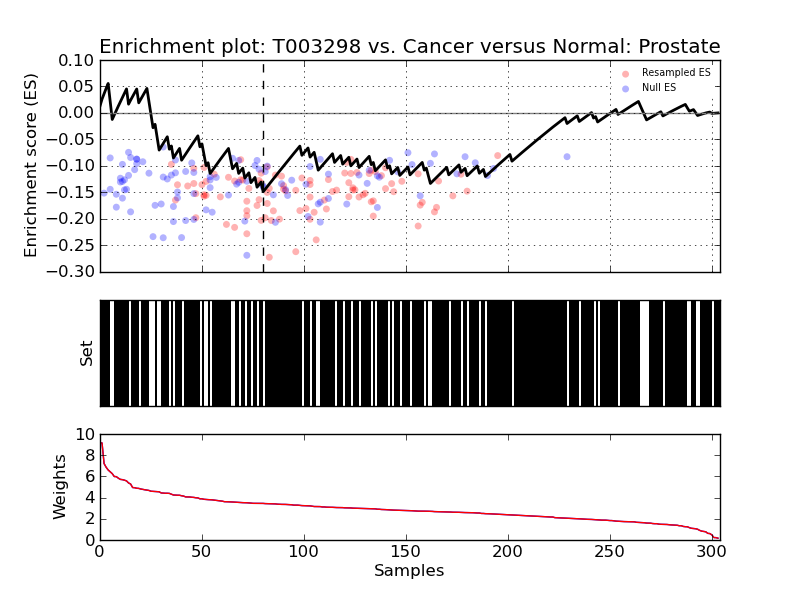 Enrichment plot: T003298 vs. Cancer versus Normal: Prostate
Enrichment score (ES)
0.10
0.05
0.00
−0.05
−0.10
−0.15
−0.20
−0.25
−0.30
Resampled ES
Null ES
Set
Weights
10
8
6
4
2
0
0 50 100 150 200 250 300
Samples